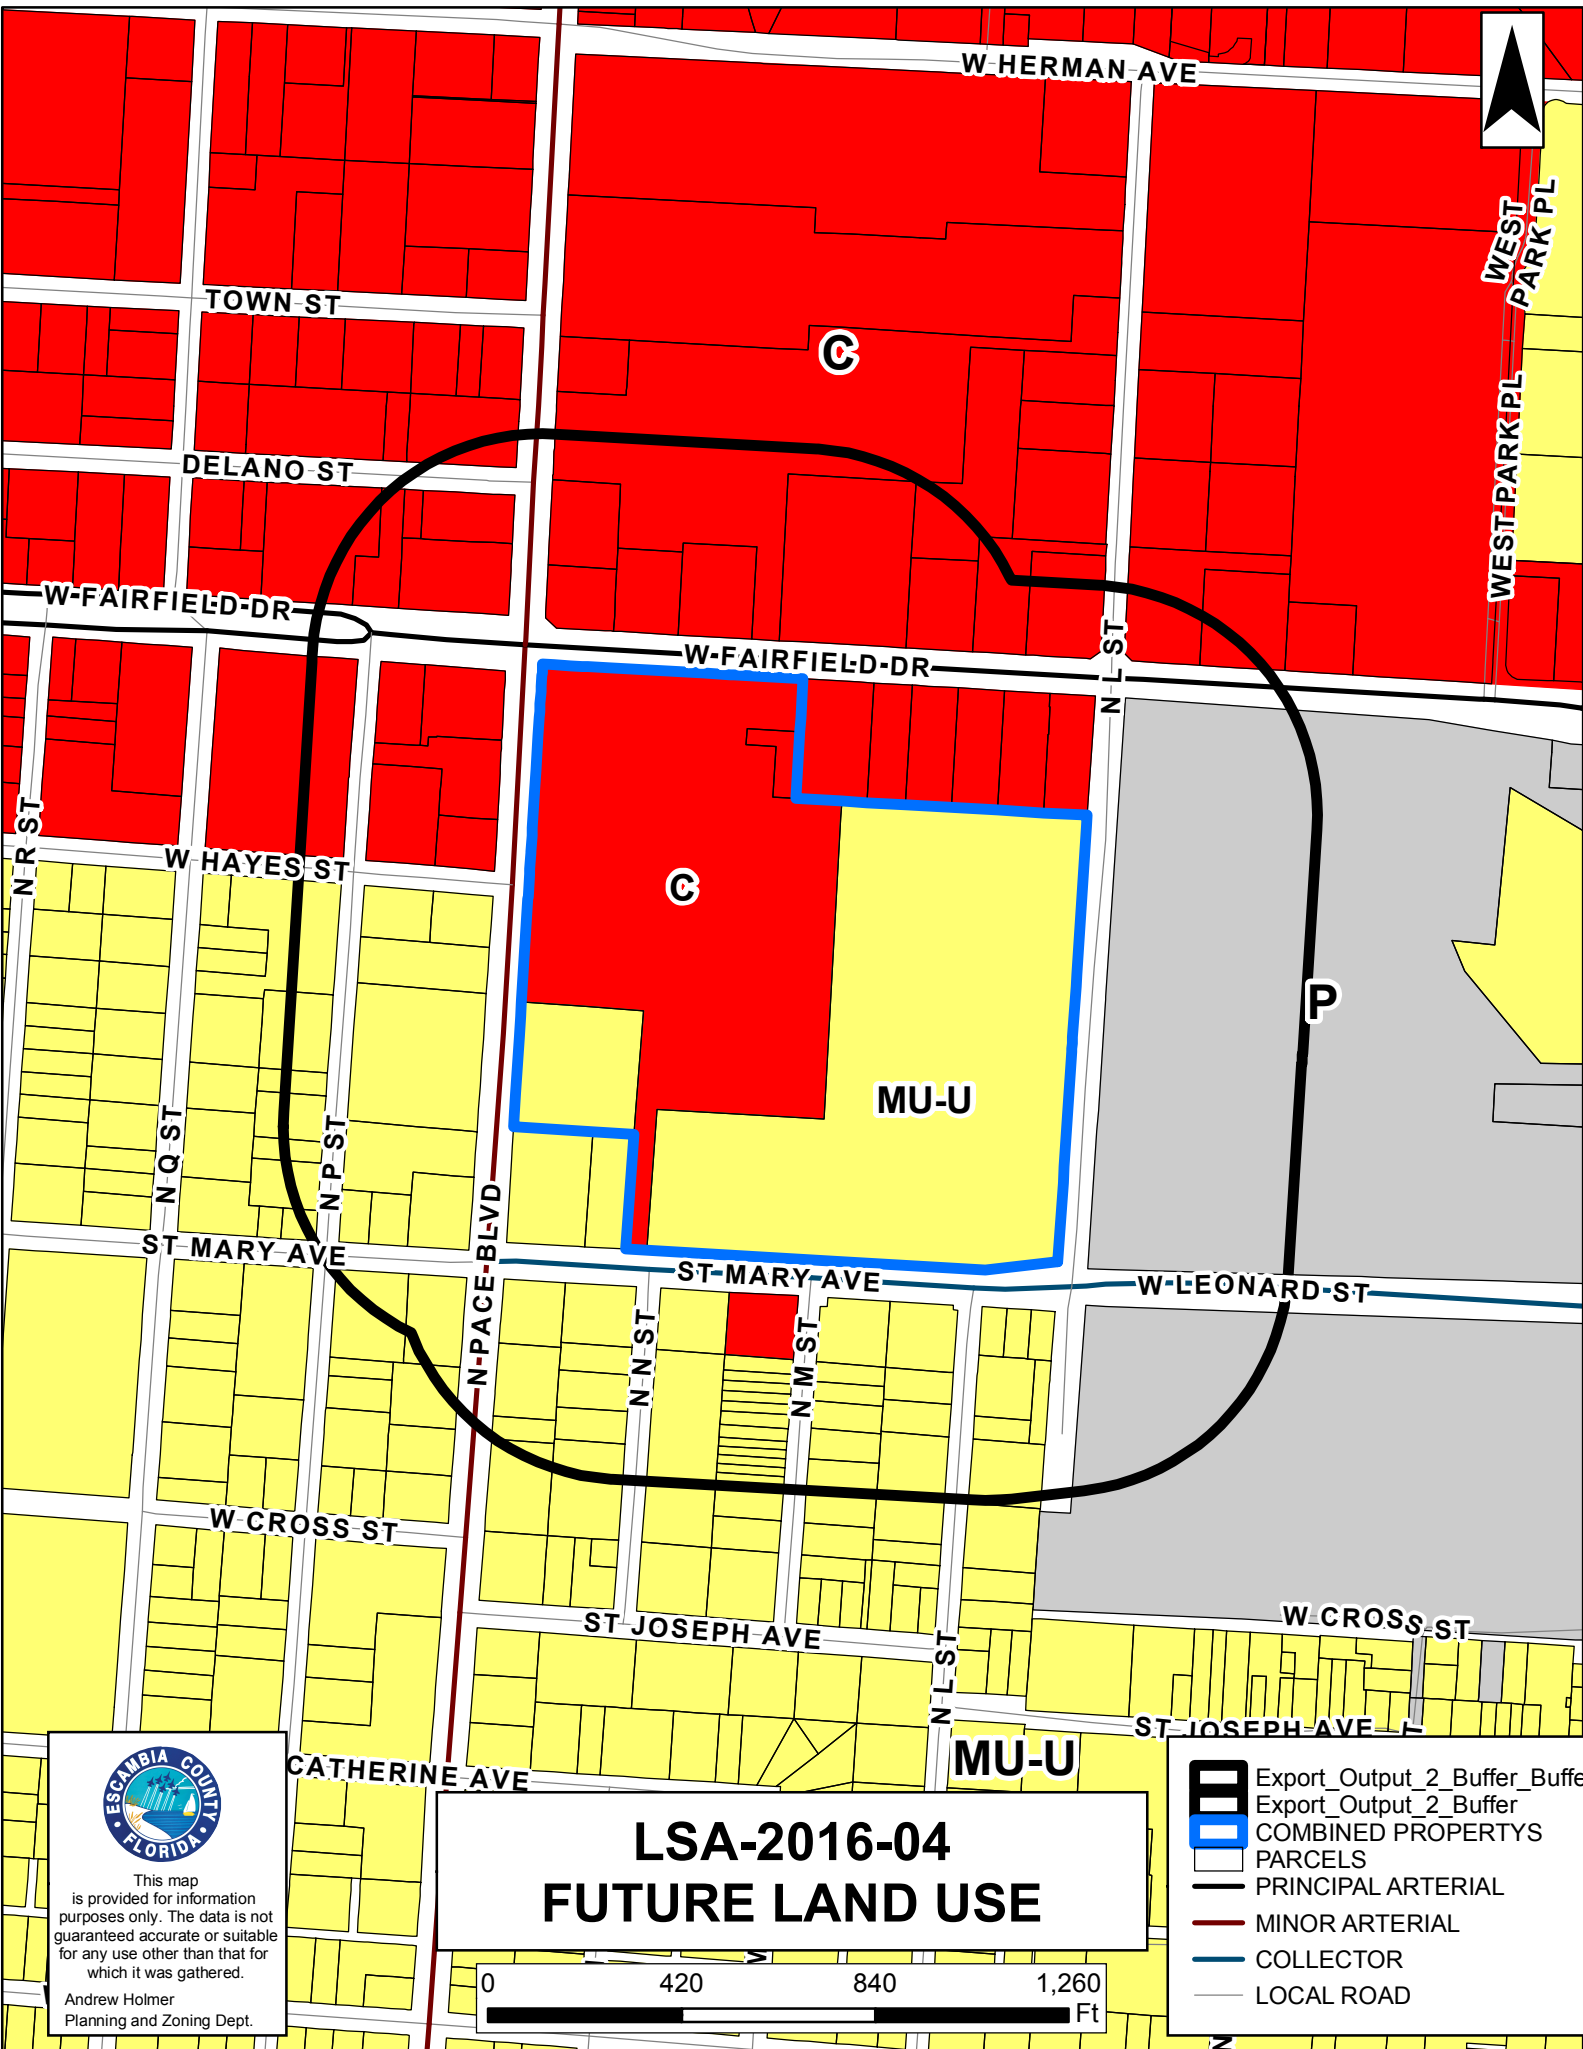 W HERMAN AVE
WEST
PARK PL
TOWN ST
C
WEST PARK PL
DELANO ST
W FAIRFIELD DR
W FAIRFIELD DR
N L ST
N R ST
W HAYES ST
C
P
MU-U
N Q ST
N P ST
N PACE BLVD
ST MARY AVE
ST MARY AVE
W LEONARD ST
N N ST
N M ST
W CROSS ST
ST JOSEPH AVE
W CROSS ST
N L ST
ST JOSEPH AVE
MU-U
CATHERINE AVE
ESCAMBIA COUNTY
FLORIDA
This map
is provided for information
purposes only. The data is not
guaranteed accurate or suitable
for any use other than that for
which it was gathered.
Andrew Holmer
Planning and Zoning Dept.
LSA-2016-04
FUTURE LAND USE
0 420 840 1,260
Ft
Export_Output_2_Buffer_Buffe
Export_Output_2_Buffer
COMBINED PROPERTYS
PARCELS
PRINCIPAL ARTERIAL
MINOR ARTERIAL
COLLECTOR
LOCAL ROAD